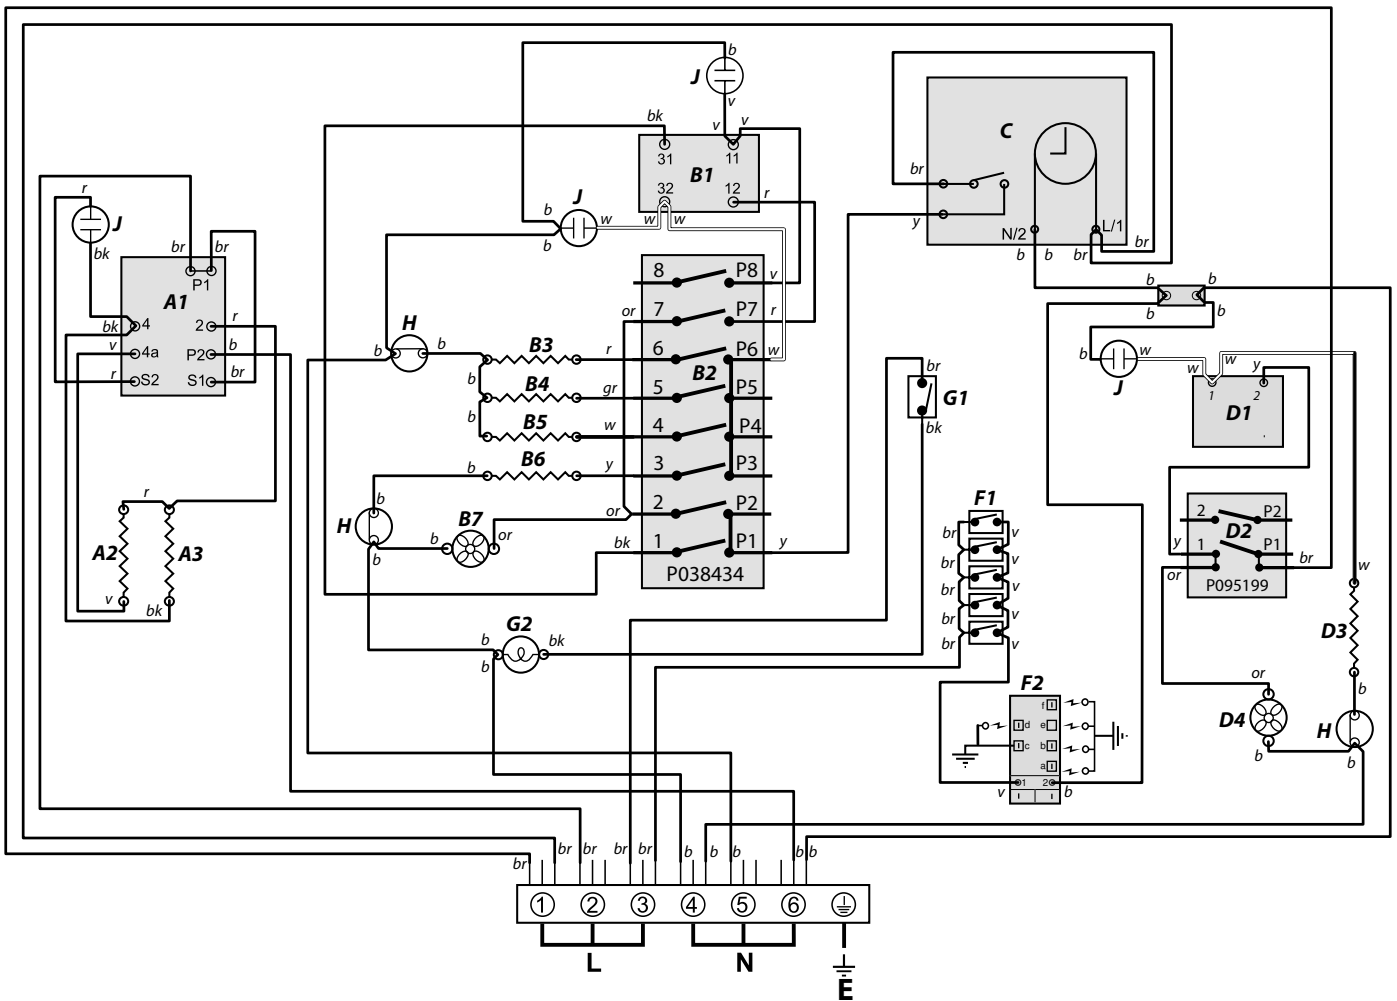 b
J
v
bk
v v
31 11
B1
32 12
r
b J w w w
b
C
br
y
N/2 L/1
b b br br
r
J
bk
br br
P1
A1
bk 4 2 r
v 4a P2 b
r S2 S1 br
r
A2 A3
v bk
8 P8 v
or 7 P7 r
H
b b B3 r 6 P6 w
B2
b B4 gr 5 P5
b B5 w 4 P4
b B6 y 3 P3
b
H B7 or 2 P2
b or
b bk 1 P1 y
P038434
G2
b bk
b
br
G1
bk
b b
b b
b w w y
J w
1 2
D1
F1
br v
br v
br v
br v
br v
F2
f
d e
c b
a
1 2
v b
2 P2
D2
y 1 P1
or br
P095199
w
D3
or b
D4 H
b b
br br br br br b b b b b
1 2 3 4 5 6
L N E